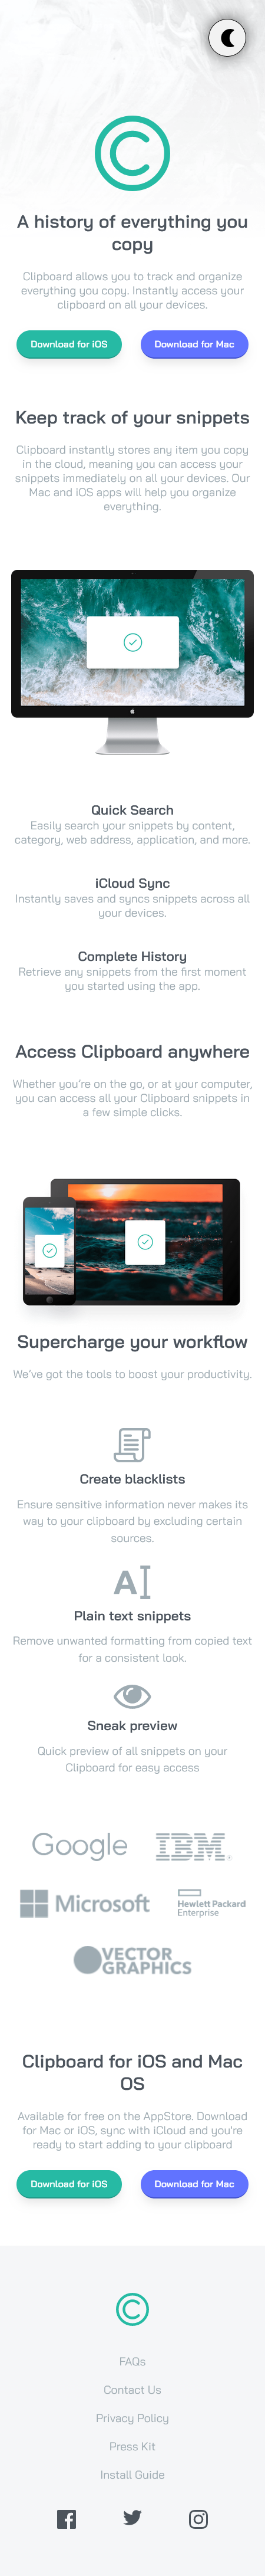 A history of everything you
copy
Clipboard allows you to track and organize
everything you copy. Instantly access your
clipboard on all your devices.
Download for iOS
Download for Mac
Keep track of your snippets
Clipboard instantly stores any item you copy
in the cloud, meaning you can access your
snippets immediately on all your devices. Our
Mac and iOS apps will help you organize
everything.
Quick Search
Easily search your snippets by content,
category, web address, application, and more.
iCloud Sync
Instantly saves and syncs snippets across all
your devices.
Complete History
Retrieve any snippets from the first moment
you started using the app.
Access Clipboard anywhere
Whether you're on the go, or at your computer,
you can access all your Clipboard snippets in
a few simple clicks.
Supercharge your workflow
We've got the tools to boost your productivity.
Create blacklists
Ensure sensitive information never makes its
way to your clipboard by excluding certain
sources.
A
Plain text snippets
Remove unwanted formatting from copied text
for a consistent look.
Sneak preview
Quick preview of all snippets on your
Clipboard for easy access
Google
IBM
Microsoft
Hewlett Packard
Enterprise
VECTOR
GRAPHICS
Clipboard for iOS and Mac
OS
Available for free on the AppStore. Download
for Mac or iOS, sync with iCloud and you're
ready to start adding to your clipboard
Download for iOS
Download for Mac
FAQs
Contact Us
Privacy Policy
Press Kit
Install Guide